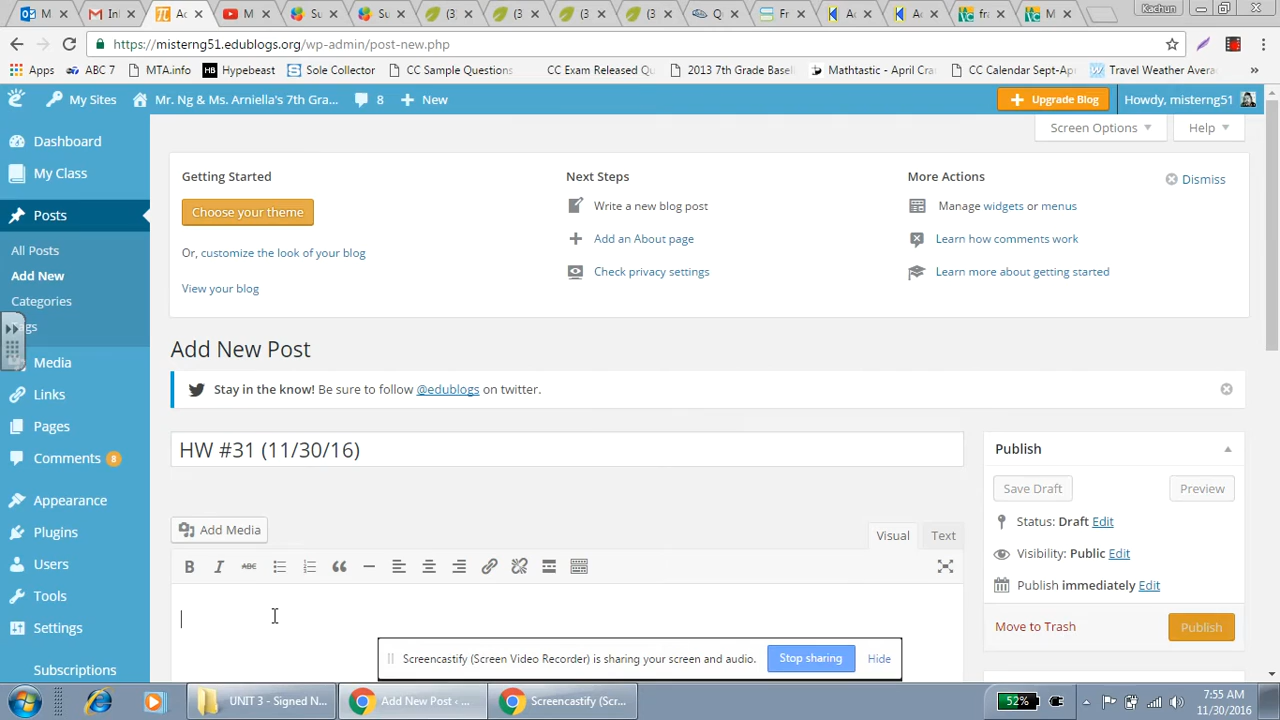 M
Inl
Ac
M
Su
Su
(3
(3
(3
(3
Q
Fr
Ac
Ac
fra
M
Kachun
https://misterng51.edublogs.org/wp-admin/post-new.php
Apps
ABC 7
MTA.info
HB Hypebeast
Sole Collector
CC Sample Questions
CC Exam Released Qu
2013 7th Grade Baseli
Mathtastic - April Cra
CC Calendar Sept-Ap
Travel Weather Avera
»
My Sites
Mr. Ng & Ms. Arniella's 7th Gra...
8
New
Upgrade Blog
Howdy, misterng51
Screen Options
Help
Dashboard
My Class
Posts
All Posts
Add New
Categories
Media
Links
Pages
Comments 8
Appearance
Plugins
Users
Tools
Settings
Subscriptions
Getting Started
Choose your theme
Or, customize the look of your blog
View your blog
Next Steps
Write a new blog post
Add an About page
Check privacy settings
More Actions
Dismiss
Manage widgets or menus
Learn how comments work
Learn more about getting started
Add New Post
Stay in the know! Be sure to follow @edublogs on twitter.
HW #31 (11/30/16)
Add Media
Visual
Text
B I ABC
Publish
Save Draft
Preview
Status: Draft Edit
Visibility: Public Edit
Publish immediately Edit
Move to Trash
Publish
Screencastify (Screen Video Recorder) is sharing your screen and audio.
Stop sharing
Hide
UNIT 3 - Signed N...
Add New Post ‹ ...
Screencastify (Scr...
52%
7:55 AM
11/30/2016